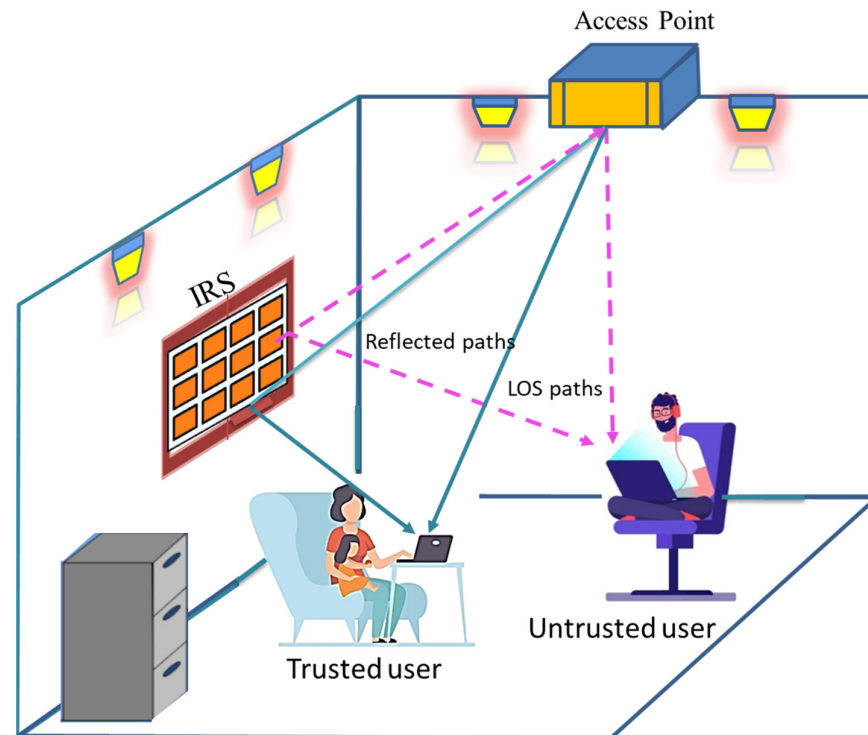 Access Point
IRS
Reflected paths
LOS paths
Untrusted user
Trusted user